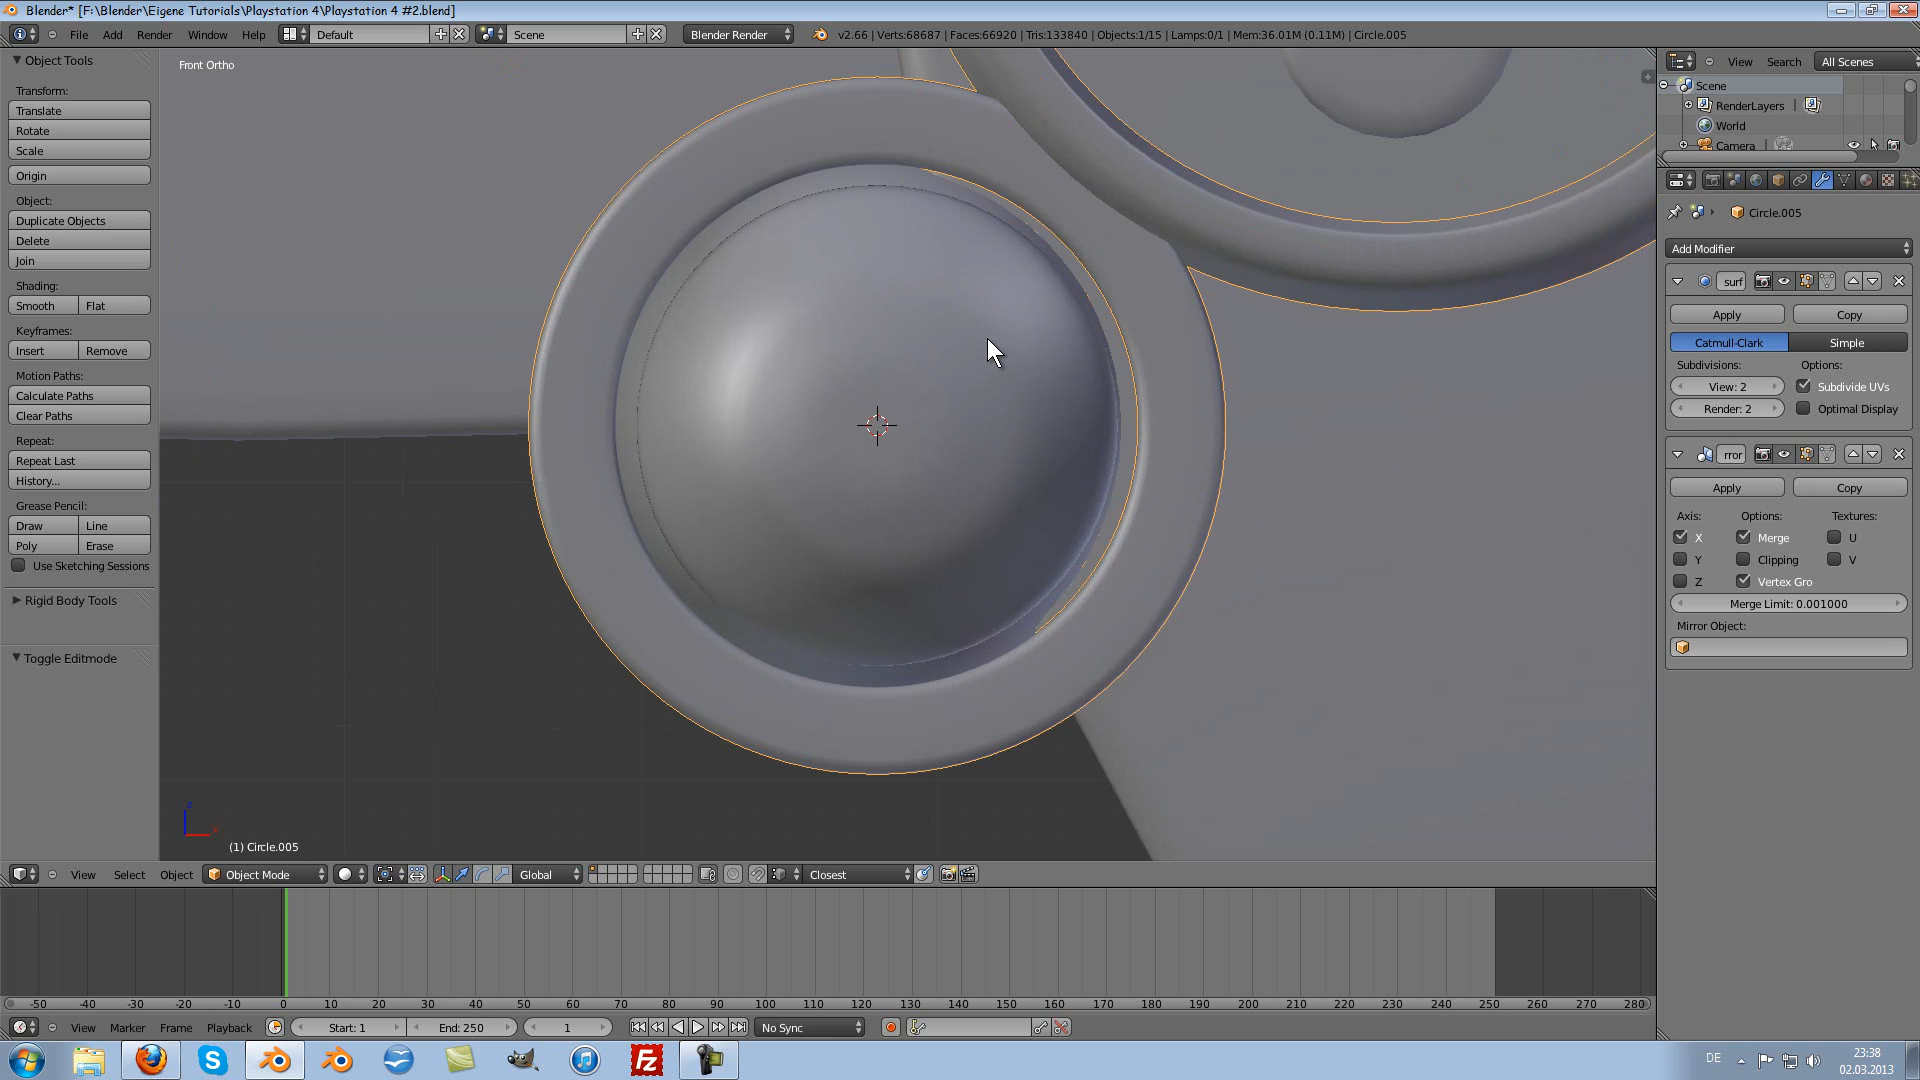 Blender* [F:\Blender\Eigene Tutorials\Playstation 4\Playstation 4 #2.blend]
File Add Render Window Help Default Scene Blender Render v2.66 | Verts:68687 | Faces:66920 | Tris:133840 | Objects:1/15 | Lamps:0/1 | Mem:36.01M (0.11M) | Circle.005
Object Tools
Transform:
Translate
Rotate
Scale
Origin
Object:
Duplicate Objects
Delete
Join
Shading:
Smooth Flat
Keyframes:
Insert Remove
Motion Paths:
Calculate Paths
Clear Paths
Repeat:
Repeat Last
History...
Grease Pencil:
Draw Line
Poly Erase
Use Sketching Sessions
Rigid Body Tools
Toggle Editmode
Front Ortho
z
x
(1) Circle.005
View Search All Scenes
Scene
RenderLayers |
World
Camera |
Circle.005
Add Modifier
surf
Apply Copy
Catmull-Clark Simple
Subdivisions: Options:
View: 2 Subdivide UVs
Render: 2 Optimal Display
rror
Apply Copy
Axis: Options: Textures:
X Merge U
Y Clipping V
Z Vertex Gro
Merge Limit: 0.001000
Mirror Object:
View Select Object Object Mode Global Closest
-50 -40 -30 -20 -10 0 10 20 30 40 50 60 70 80 90 100 110 120 130 140 150 160 170 180 190 200 210 220 230 240 250 260 270 280
View Marker Frame Playback Start: 1 End: 250 1 No Sync
DE 23:38
02.03.2013